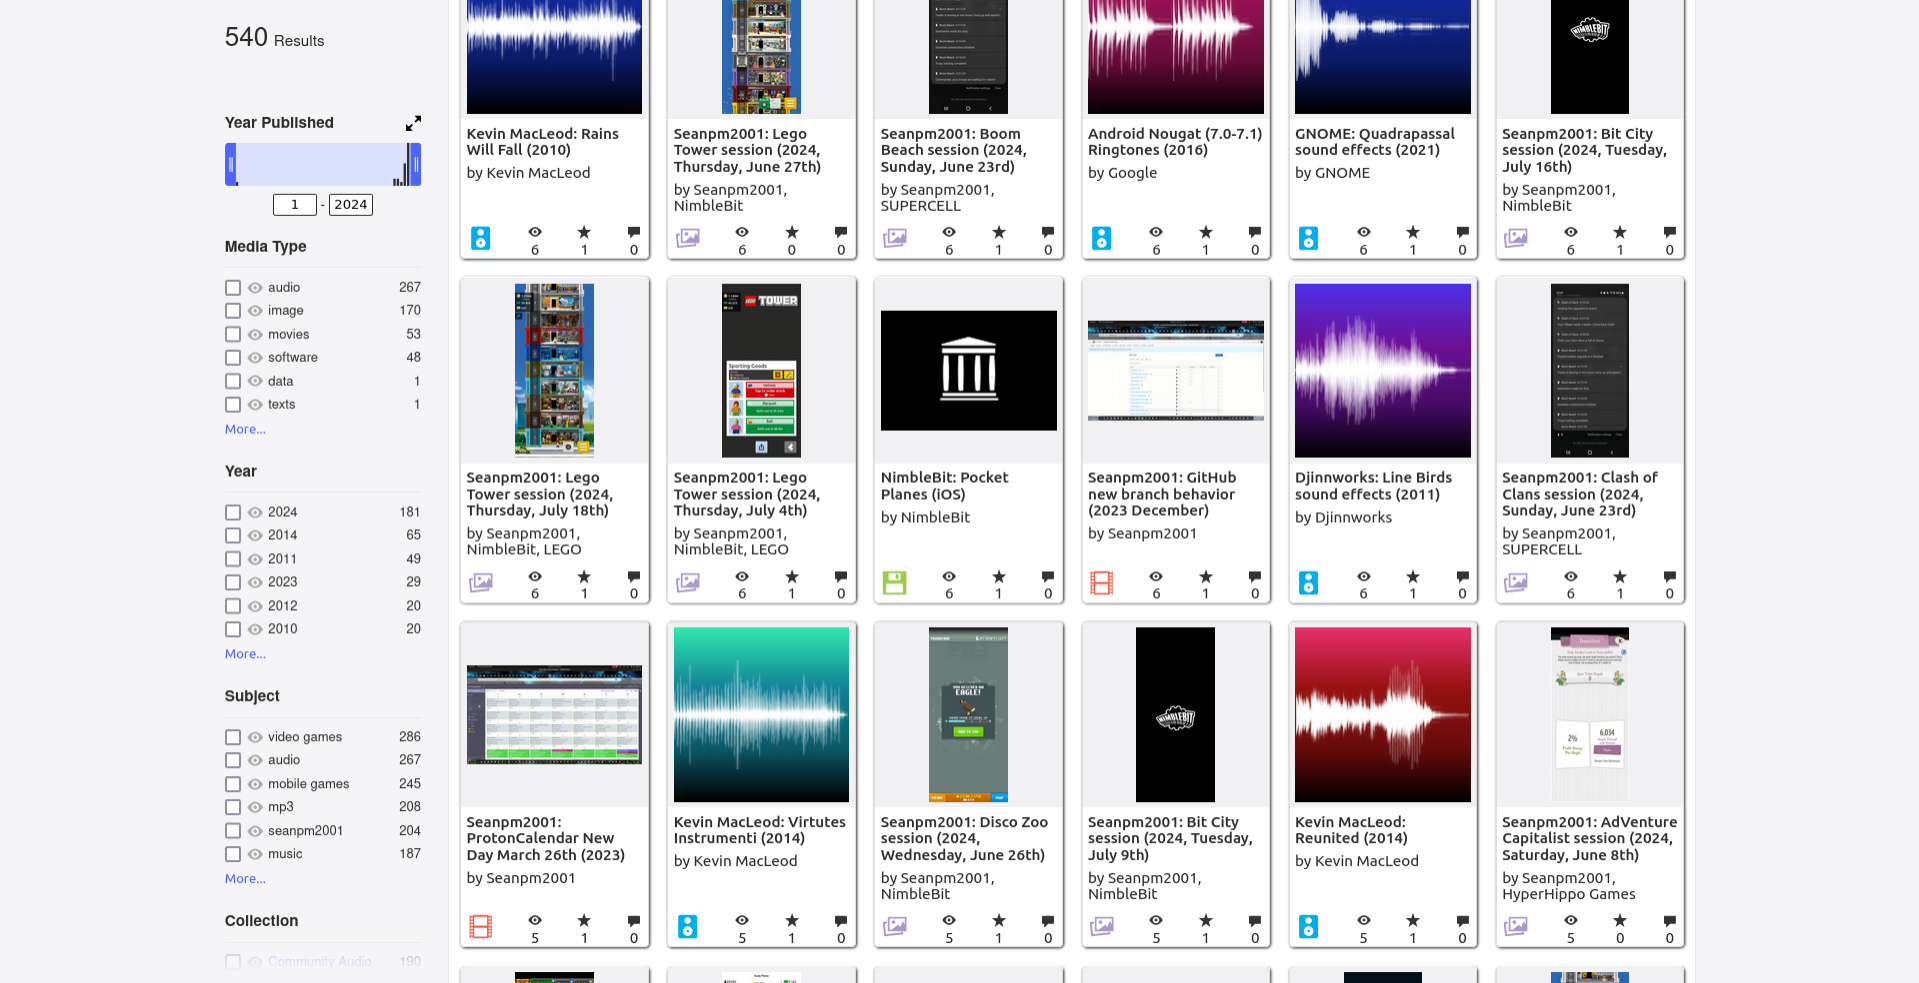 540 Results
Year Published
1 - 2024
Media Type
audio 267
image 170
movies 53
software 48
data 1
texts 1
More...
Year
2024 181
2014 65
2011 49
2023 29
2012 20
2010 20
More...
Subject
video games 286
audio 267
mobile games 245
mp3 208
seanpm2001 204
music 187
More...
Collection
Community Audio 190
Kevin MacLeod: Rains
Will Fall (2010)
by Kevin MacLeod
6 1 0
Seanpm2001: Lego
Tower session (2024,
Thursday, June 27th)
by Seanpm2001,
NimbleBit
6 0 0
Seanpm2001: Boom
Beach session (2024,
Sunday, June 23rd)
by Seanpm2001,
SUPERCELL
6 1 0
Android Nougat (7.0-7.1)
Ringtones (2016)
by Google
6 1 0
GNOME: Quadrapassal
sound effects (2021)
by GNOME
6 1 0
NIMBLEBIT
Seanpm2001: Bit City
session (2024, Tuesday,
July 16th)
by Seanpm2001,
NimbleBit
6 1 0
Seanpm2001: Lego
Tower session (2024,
Thursday, July 18th)
by Seanpm2001,
NimbleBit, LEGO
6 1 0
LEGO TOWER
Sporting Goods
Seanpm2001: Lego
Tower session (2024,
Thursday, July 4th)
by Seanpm2001,
NimbleBit, LEGO
6 1 0
NimbleBit: Pocket
Planes (iOS)
by NimbleBit
6 1 0
Seanpm2001: GitHub
new branch behavior
(2023 December)
by Seanpm2001
6 1 0
Djinnworks: Line Birds
sound effects (2011)
by Djinnworks
6 1 0
Seanpm2001: Clash of
Clans session (2024,
Sunday, June 23rd)
by Seanpm2001,
SUPERCELL
6 1 0
Seanpm2001:
ProtonCalendar New
Day March 26th (2023)
by Seanpm2001
5 1 0
Kevin MacLeod: Virtutes
Instrumenti (2014)
by Kevin MacLeod
5 1 0
EAGLE!
Seanpm2001: Disco Zoo
session (2024,
Wednesday, June 26th)
by Seanpm2001,
NimbleBit
5 1 0
NIMBLEBIT
Seanpm2001: Bit City
session (2024, Tuesday,
July 9th)
by Seanpm2001,
NimbleBit
5 1 0
Kevin MacLeod:
Reunited (2014)
by Kevin MacLeod
5 1 0
2%
6,034
Seanpm2001: AdVenture
Capitalist session (2024,
Saturday, June 8th)
by Seanpm2001,
HyperHippo Games
5 0 0